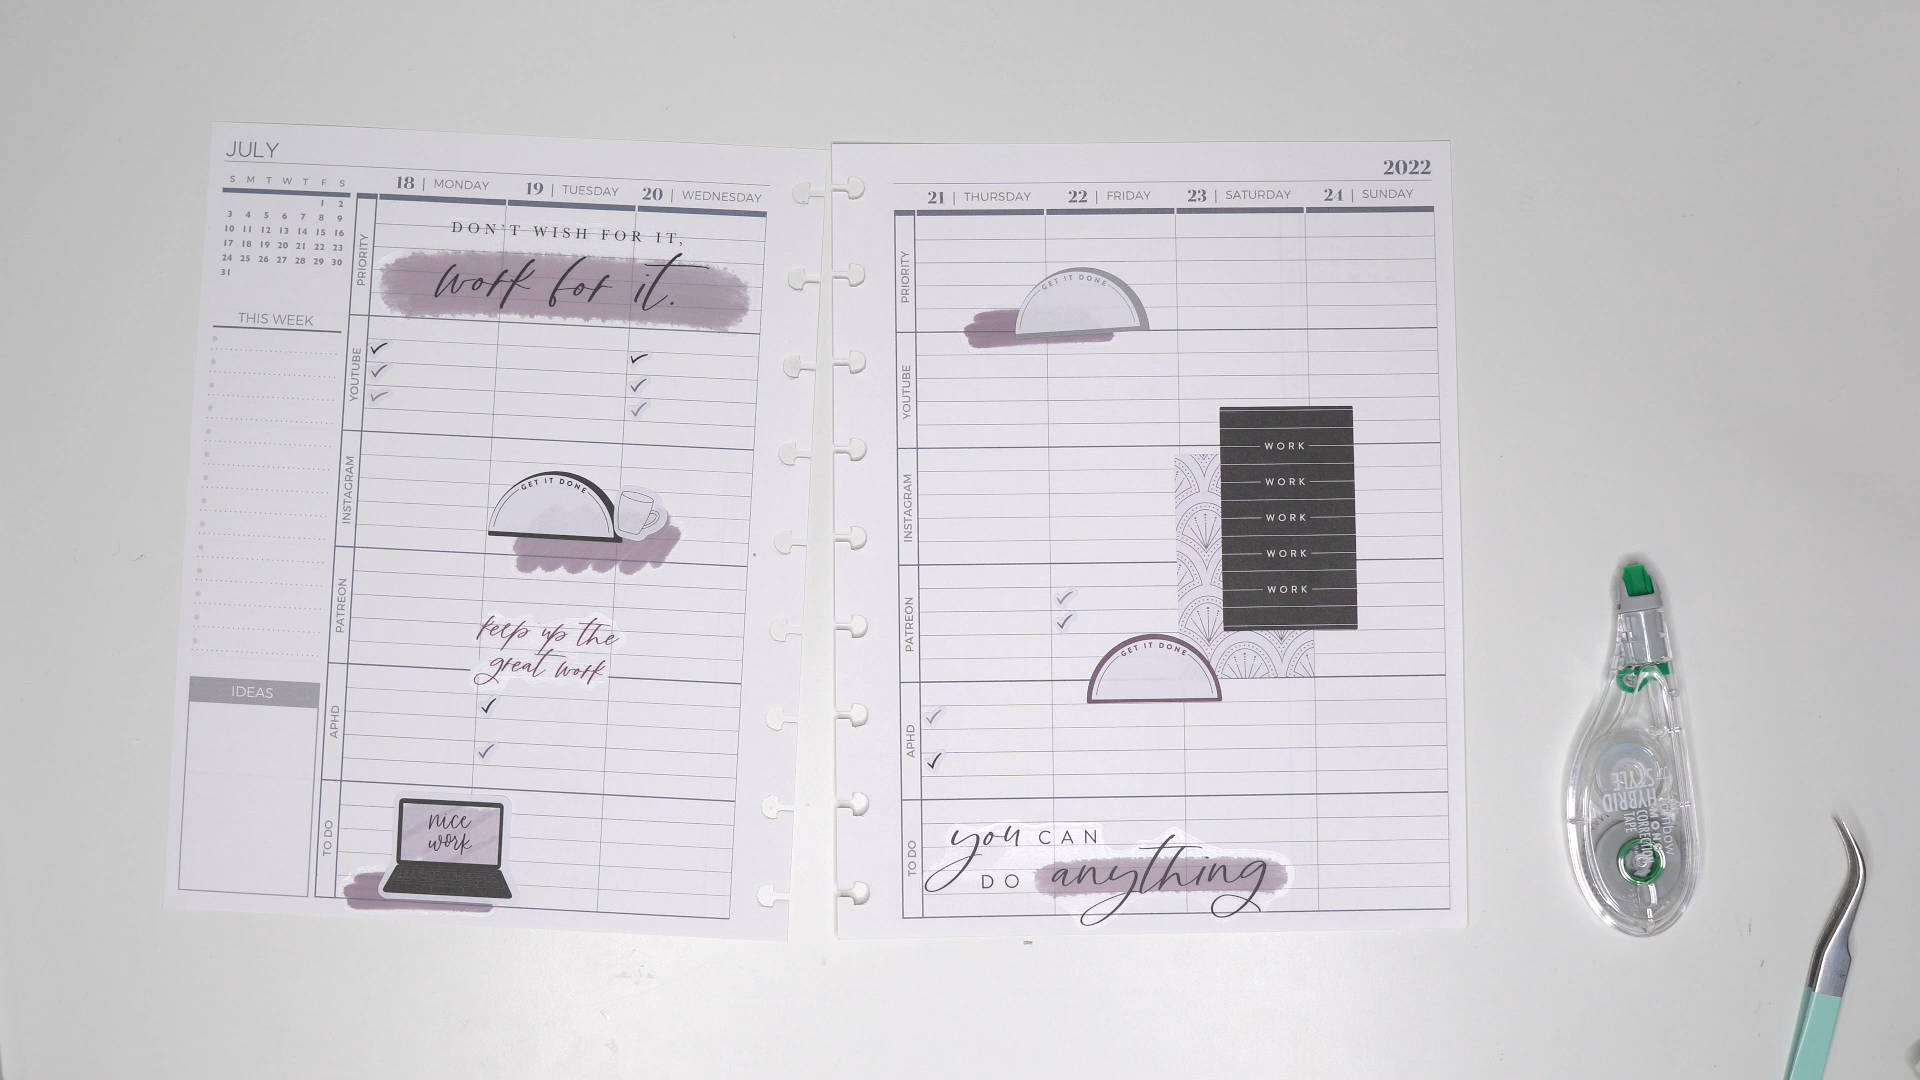 JULY
S M T W T F S
1 2
3 4 5 6 7 8 9
10 11 12 13 14 15 16
17 18 19 20 21 22 23
24 25 26 27 28 29 30
31
THIS WEEK
IDEAS
18 | MONDAY
19 | TUESDAY
20 | WEDNESDAY
PRIORITY
YOUTUBE
INSTAGRAM
PATREON
APHD
TO DO
DON'T WISH FOR IT,
work for it.
GET IT DONE
keep up the
great work
nice
work
2022
21 | THURSDAY
22 | FRIDAY
23 | SATURDAY
24 | SUNDAY
PRIORITY
YOUTUBE
INSTAGRAM
PATREON
APHD
TO DO
GET IT DONE
WORK
WORK
WORK
WORK
WORK
GET IT DONE
you CAN
DO anything
HYBRID
MONO
CORRECTION
TAPE
Tombow